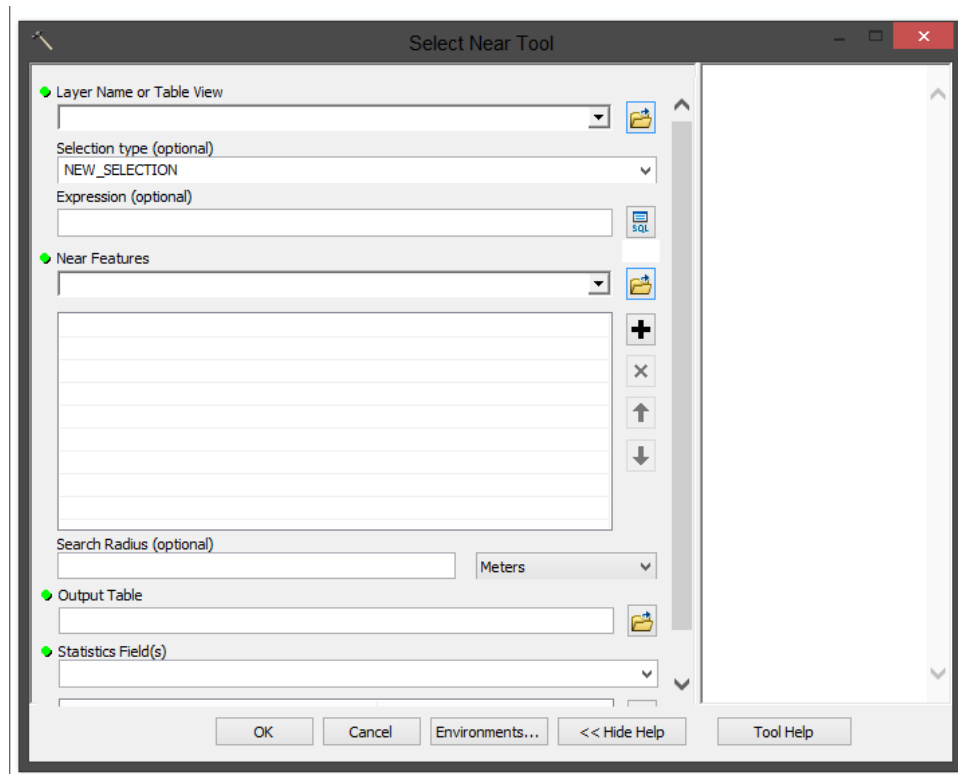 Select Near Tool
Layer Name or Table View
Selection type (optional)
NEW_SELECTION
Expression (optional)
SQL
Near Features
Search Radius (optional)
Meters
Output Table
Statistics Field(s)
OK Cancel Environments... << Hide Help Tool Help